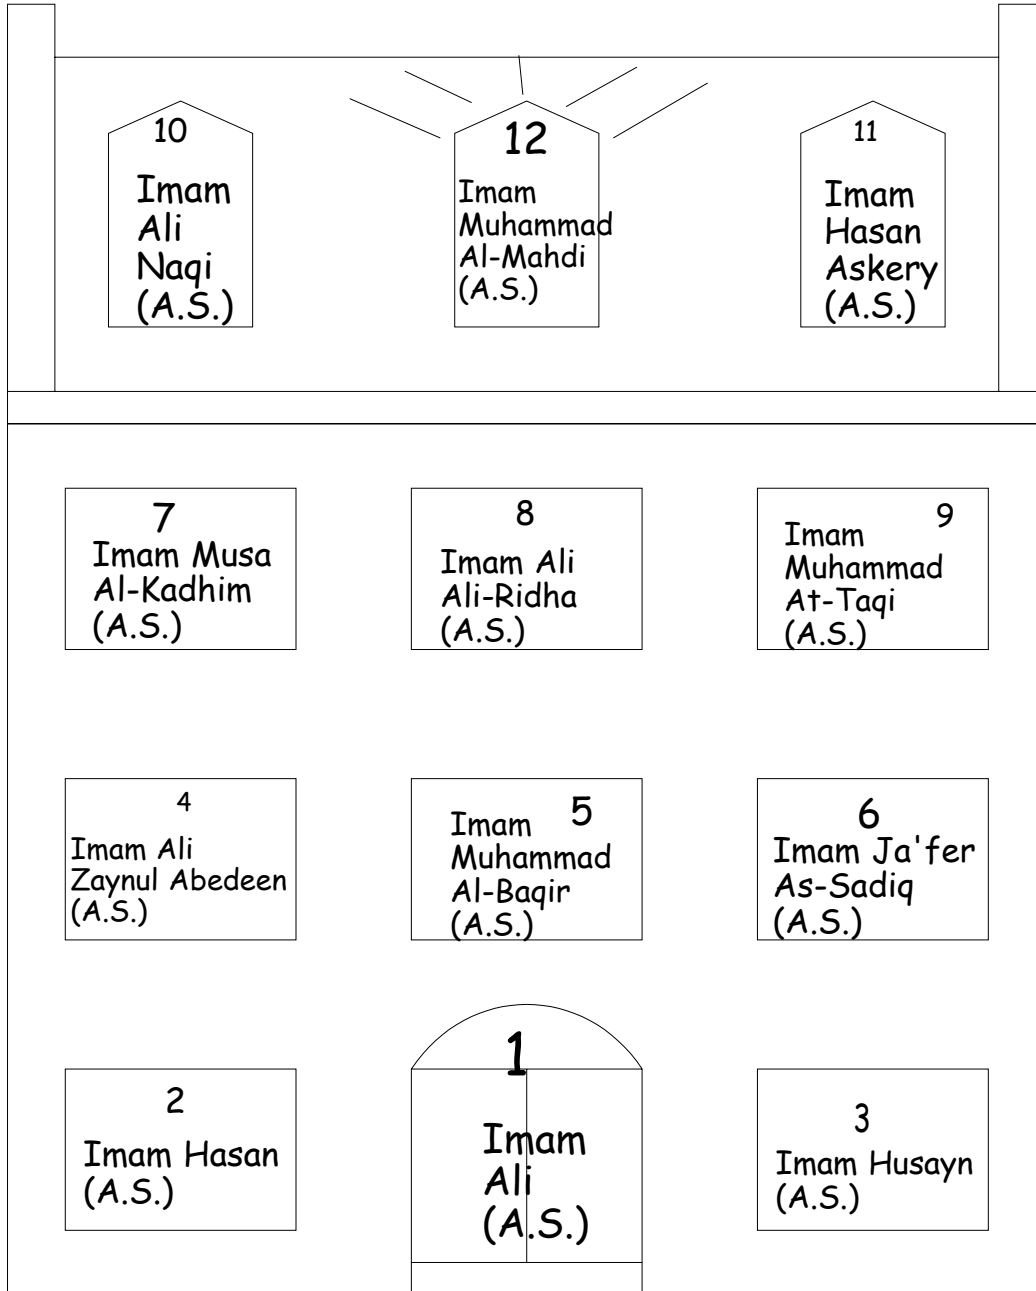 10
Imam
Ali
Naqi
(A.S.)
12
Imam
Muhammad
Al-Mahdi
(A.S.)
11
Imam
Hasan
Askery
(A.S.)
7
Imam Musa
Al-Kadhim
(A.S.)
8
Imam Ali
Ali-Ridha
(A.S.)
9
Imam
Muhammad
At-Taqi
(A.S.)
4
Imam Ali
Zaynul Abedeen
(A.S.)
5
Imam
Muhammad
Al-Baqir
(A.S.)
6
Imam Ja'fer
As-Sadiq
(A.S.)
2
Imam Hasan
(A.S.)
1
Imam
Ali
(A.S.)
3
Imam Husayn
(A.S.)